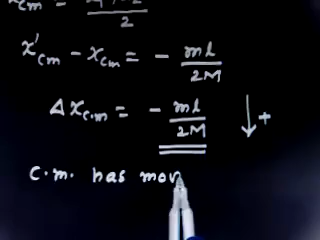 x'cm - xcm = - ml/2M
Δxc.m = - ml/2M ↓+
c.m. has mov